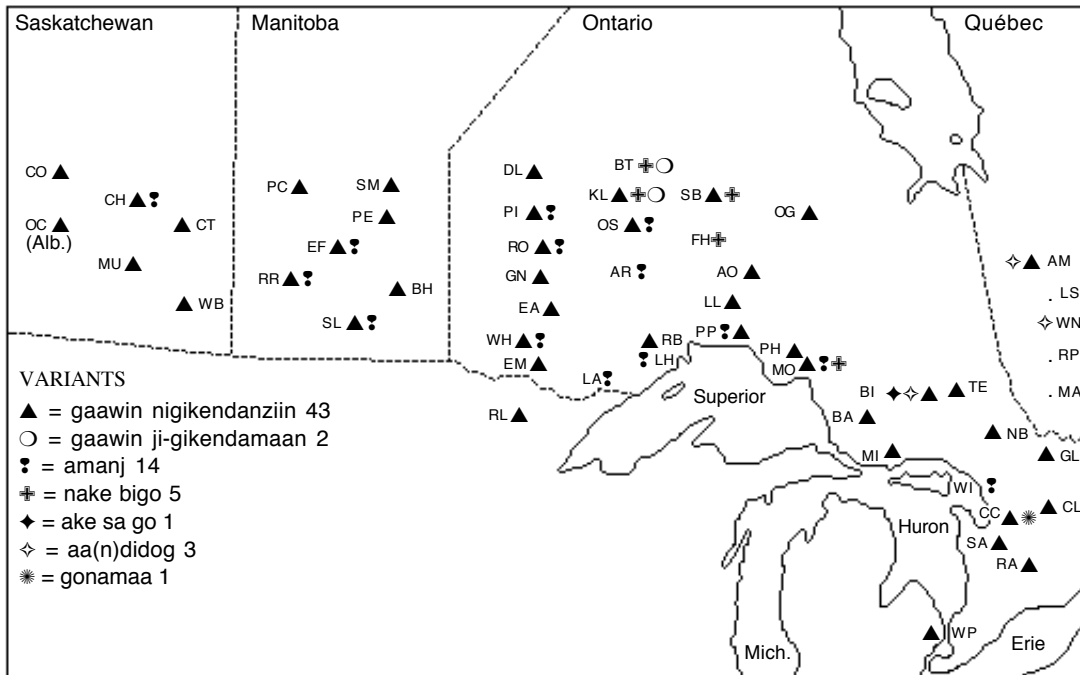 Saskatchewan Manitoba Ontario Québec
CO
CH
OC
(Alb.)
CT
MU
WB
PC SM
PE
EF
RR
BH
SL
DL
PI
RO
GN
EA
WH
EM
RL
BT
KL SB
OS OG
FH
AR
AO
LL
RB PP
LH PH
LA MO
AM
LS
WN
RP
MA
BI TE
BA
NB
MI GL
WI
CC CL
SA
RA
WP
Superior
Huron
Mich.
Erie
VARIANTS
▲ = gaawin nigikendanziin 43
❍ = gaawin ji-gikendamaan 2
❢ = amanj 14
✙ = nake bigo 5
✦ = ake sa go 1
✧ = aa(n)didog 3
✺ = gonamaa 1